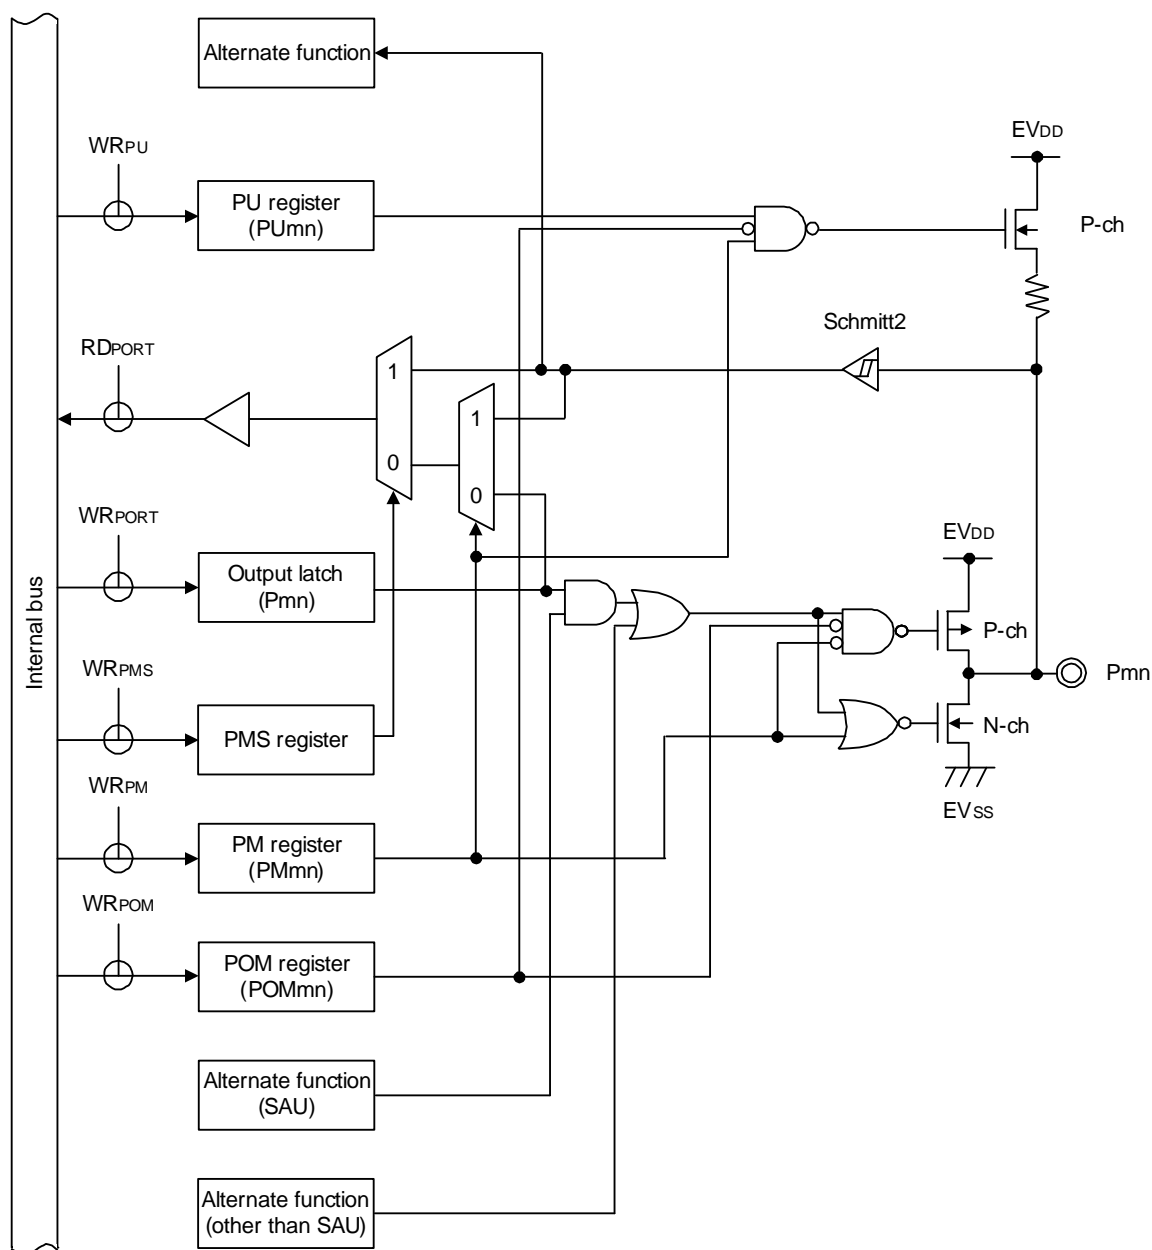 Alternate function
WRPU
EVDD
PU register
(PUmn)
P-ch
Schmitt2
RDPORT
1
1
0
0
WRPORT
EVDD
Output latch
(Pmn)
P-ch
Internal bus
WRPMS
Pmn
PMS register
N-ch
WRPM
EVSS
PM register
(PMmn)
WRPOM
POM register
(POMmn)
Alternate function
(SAU)
Alternate function
(other than SAU)